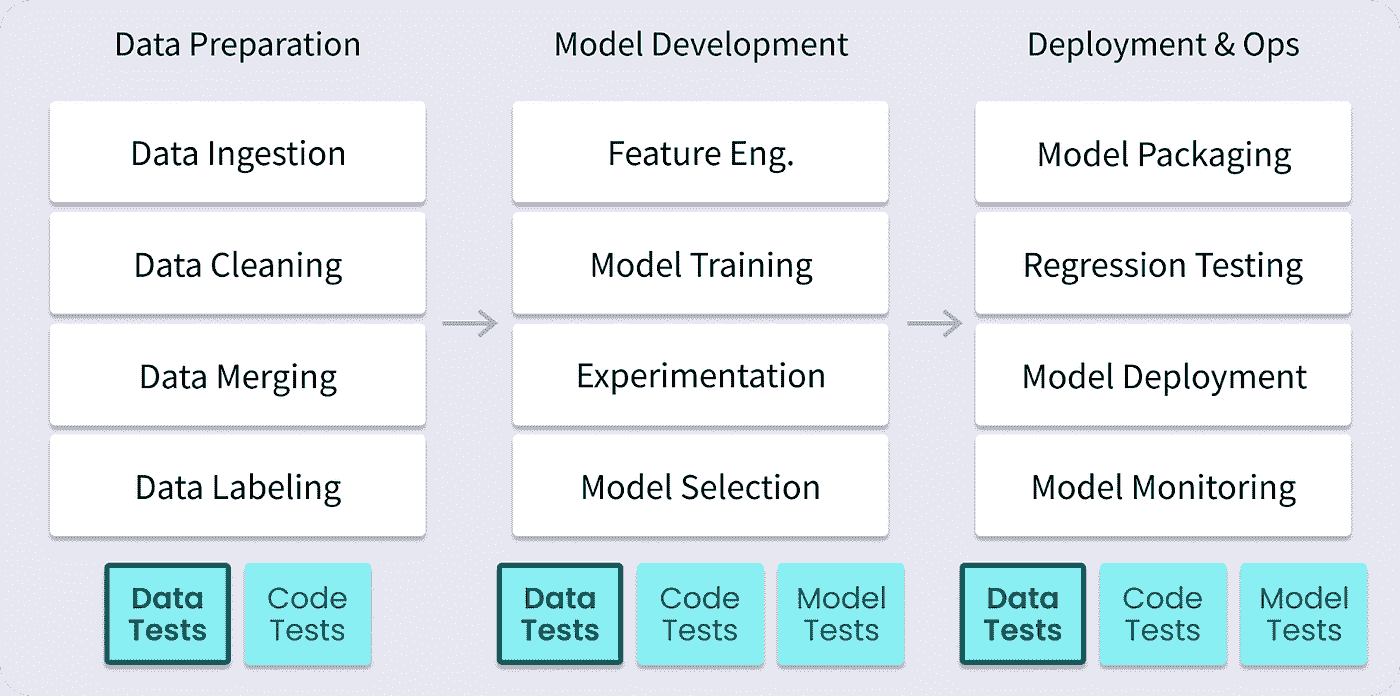 Data Preparation
Data Ingestion
Data Cleaning
Data Merging
Data Labeling
Data
Tests
Code
Tests
Model Development
Feature Eng.
Model Training
Experimentation
Model Selection
Data
Tests
Code
Tests
Model
Tests
Deployment & Ops
Model Packaging
Regression Testing
Model Deployment
Model Monitoring
Data
Tests
Code
Tests
Model
Tests